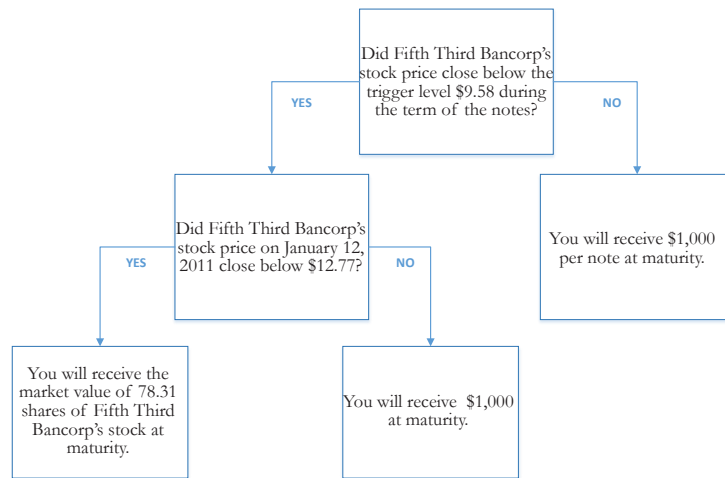 Did Fifth Third Bancorp's
stock price close below the
trigger level $9.58 during
the term of the notes?
YES
NO
Did Fifth Third Bancorp's
stock price on January 12,
2011 close below $12.77?
You will receive $1,000
per note at maturity.
YES
NO
You will receive the
market value of 78.31
shares of Fifth Third
Bancorp's stock at
maturity.
You will receive $1,000
at maturity.